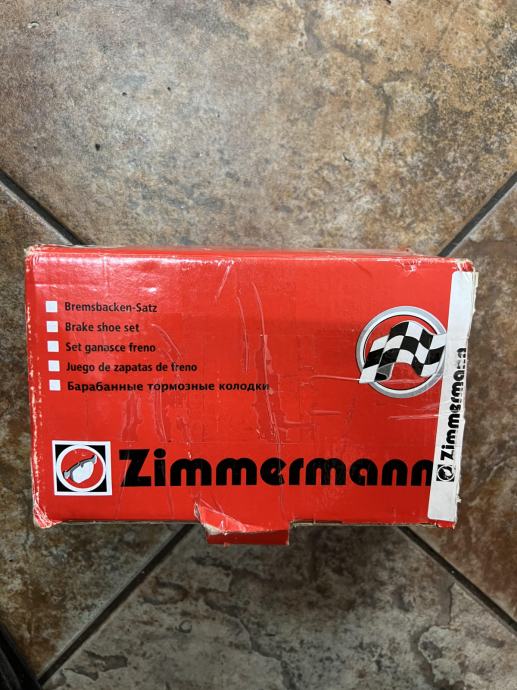 Bremsbacken-Satz
Brake shoe set
Set ganasce freno
Juego de zapatas de freno
Барабанные тормозные колодки
Zimmermann
Zimmermann